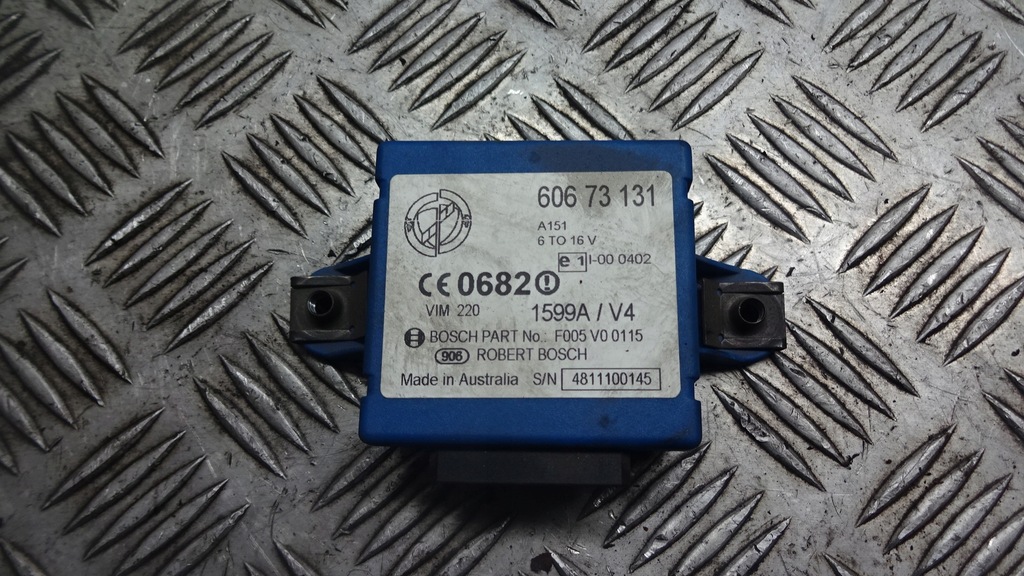 606 73 131
A151
6 TO 16 V
e 1 I-00 0402
CE 0682
VIM 220 1599A / V4
BOSCH PART No.: F005 V0 0115
906 ROBERT BOSCH
Made in Australia S/N 4811100145